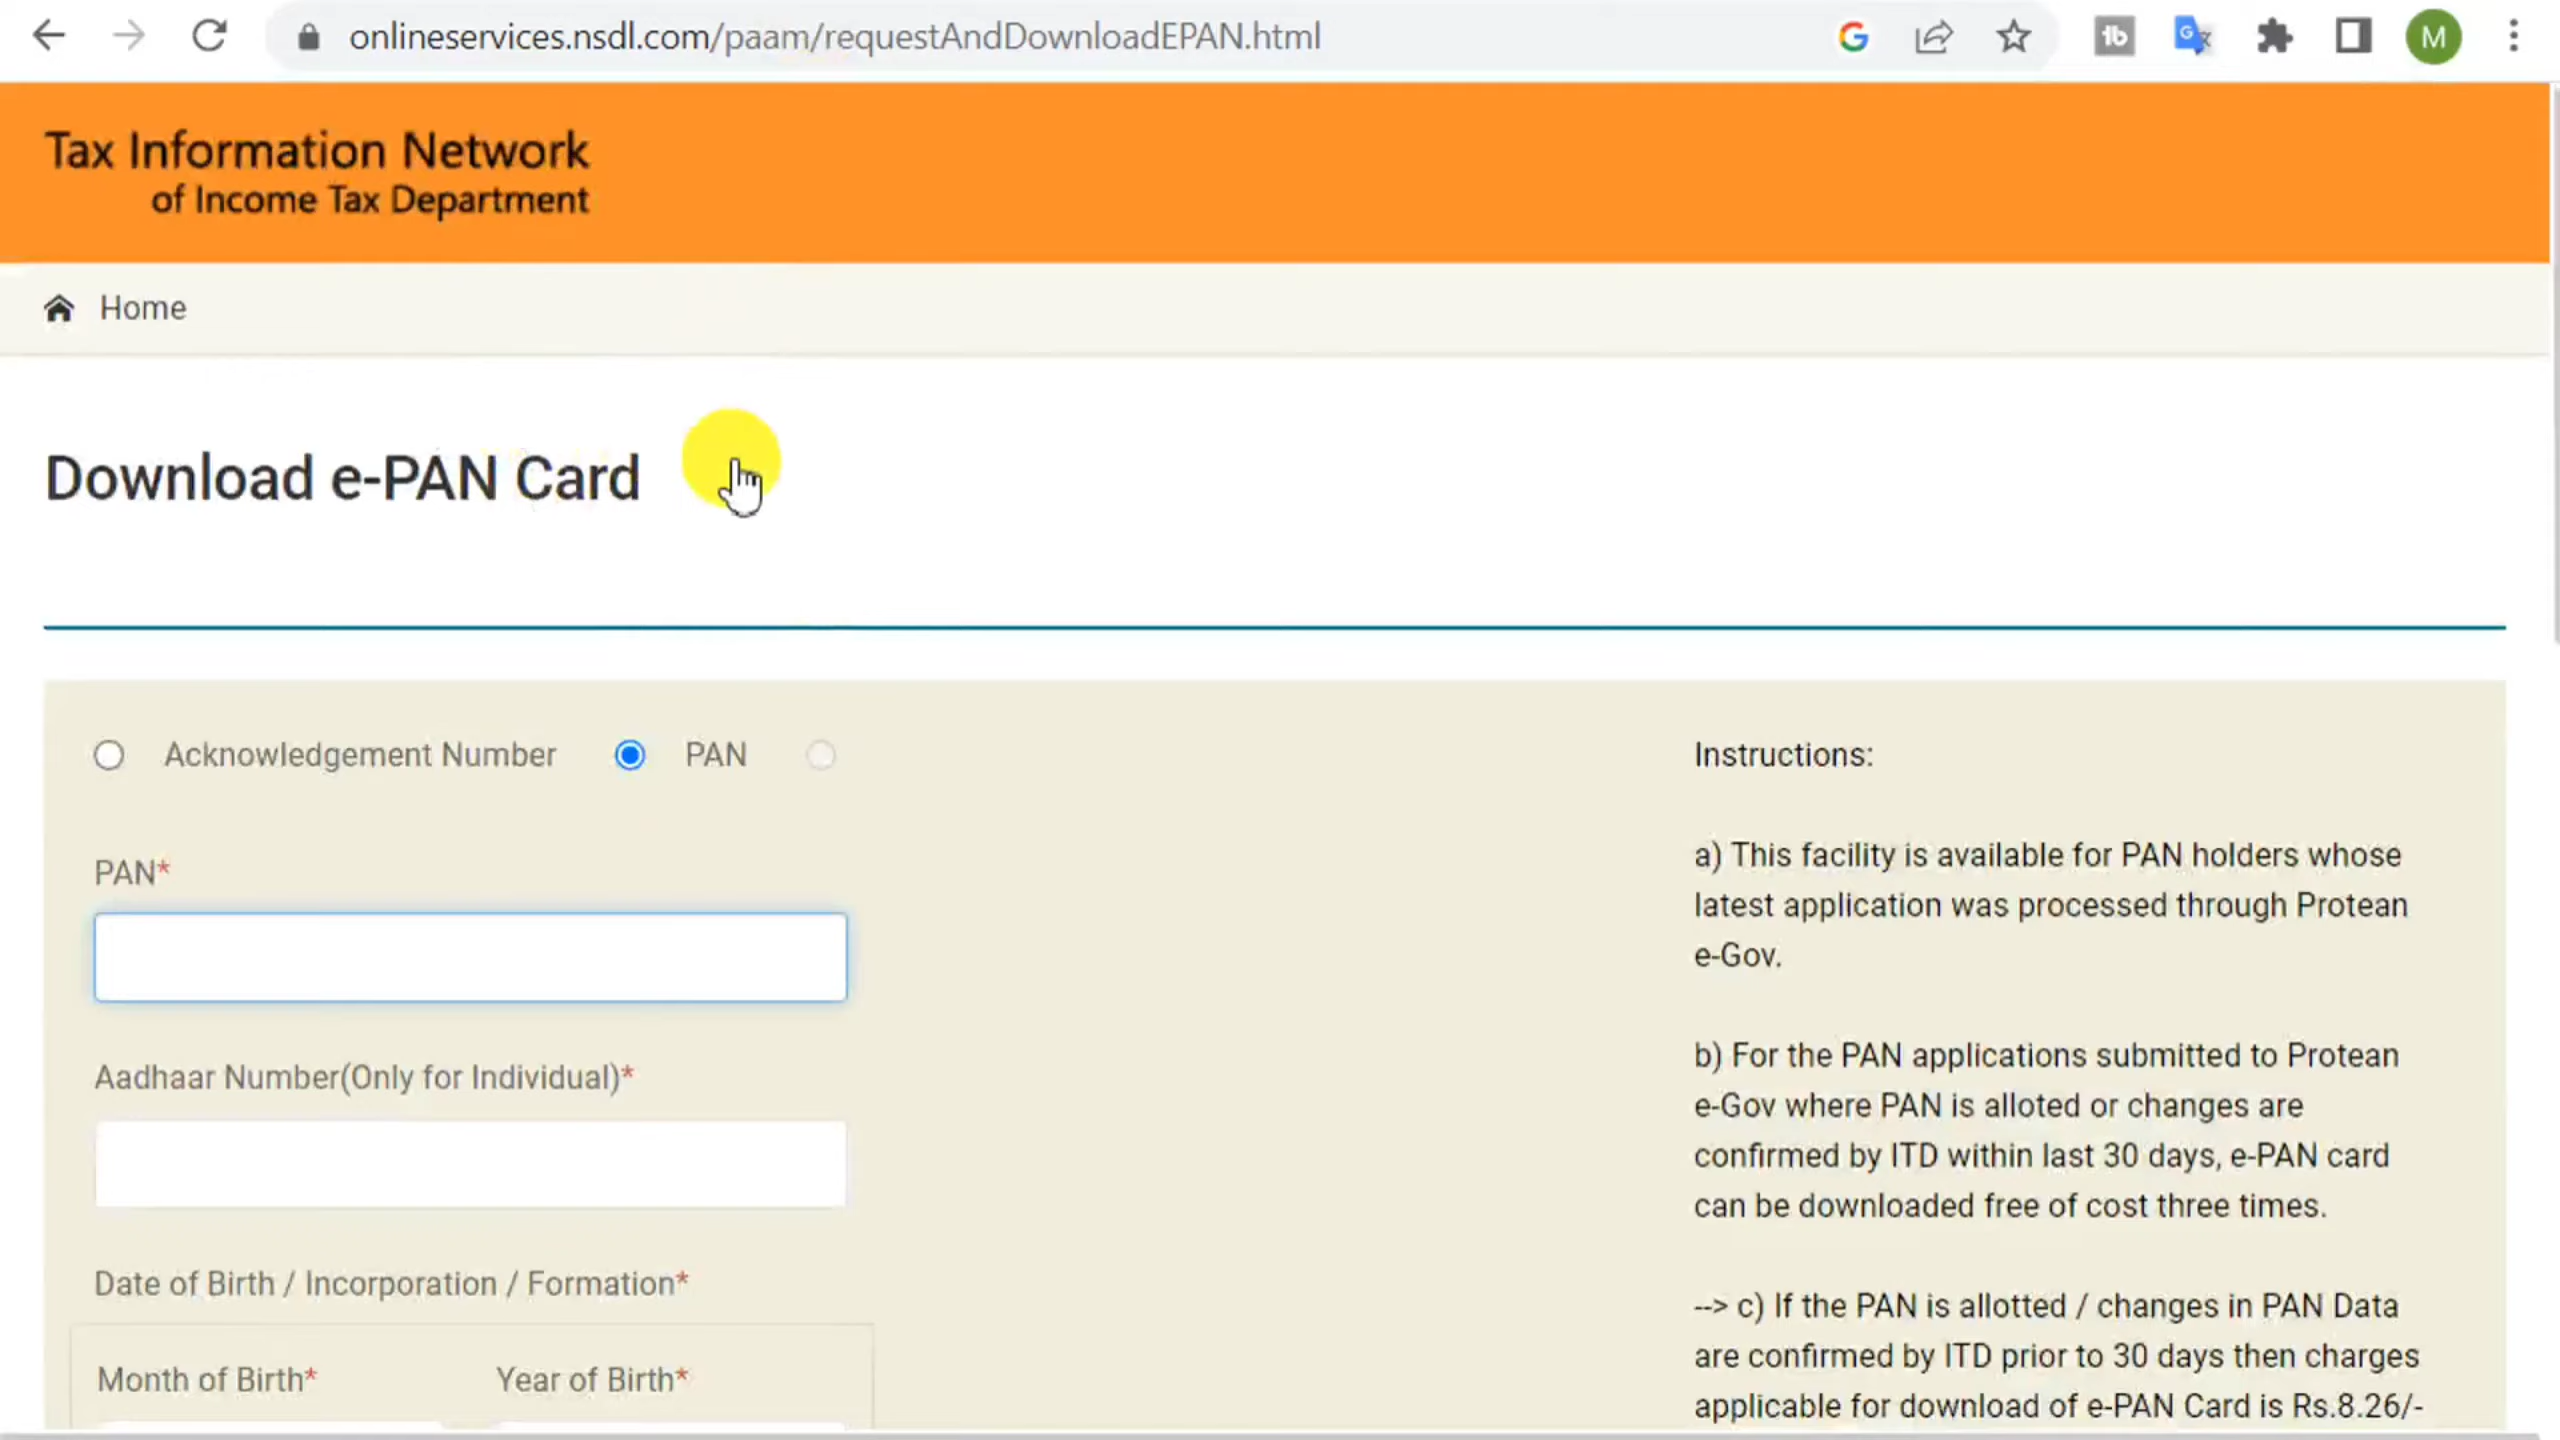 onlineservices.nsdl.com/paam/requestAndDownloadEPAN.html
M
Tax Information Network
of Income Tax Department
Home
Download e-PAN Card
Acknowledgement Number
PAN
PAN*
Aadhaar Number(Only for Individual)*
Date of Birth / Incorporation / Formation*
Month of Birth*
Year of Birth*
Instructions:
a) This facility is available for PAN holders whose
latest application was processed through Protean
e-Gov.
b) For the PAN applications submitted to Protean
e-Gov where PAN is alloted or changes are
confirmed by ITD within last 30 days, e-PAN card
can be downloaded free of cost three times.
--> c) If the PAN is allotted / changes in PAN Data
are confirmed by ITD prior to 30 days then charges
applicable for download of e-PAN Card is Rs.8.26/-